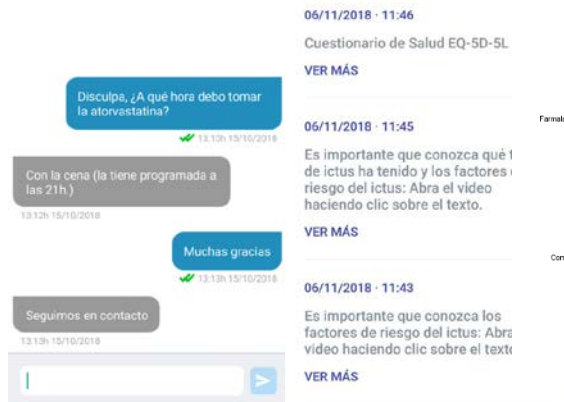 Disculpa, ¿A qué hora debo tomar
la atorvastatina?
13:10h 15/10/2018
Con la cena (la tiene programada a
las 21h.)
13:12h 15/10/2018
Muchas gracias
13:13h 15/10/2018
Seguimos en contacto
13:13h 15/10/2018
06/11/2018 · 11:46
Cuestionario de Salud EQ-5D-5L
VER MÁS
06/11/2018 · 11:45
Es importante que conozca qué
de ictus ha tenido y los factores
riesgo del ictus: Abra el video
haciendo clic sobre el texto.
VER MÁS
06/11/2018 · 11:43
Es importante que conozca los
factores de riesgo del ictus: Abra
video haciendo clic sobre el texto
VER MÁS